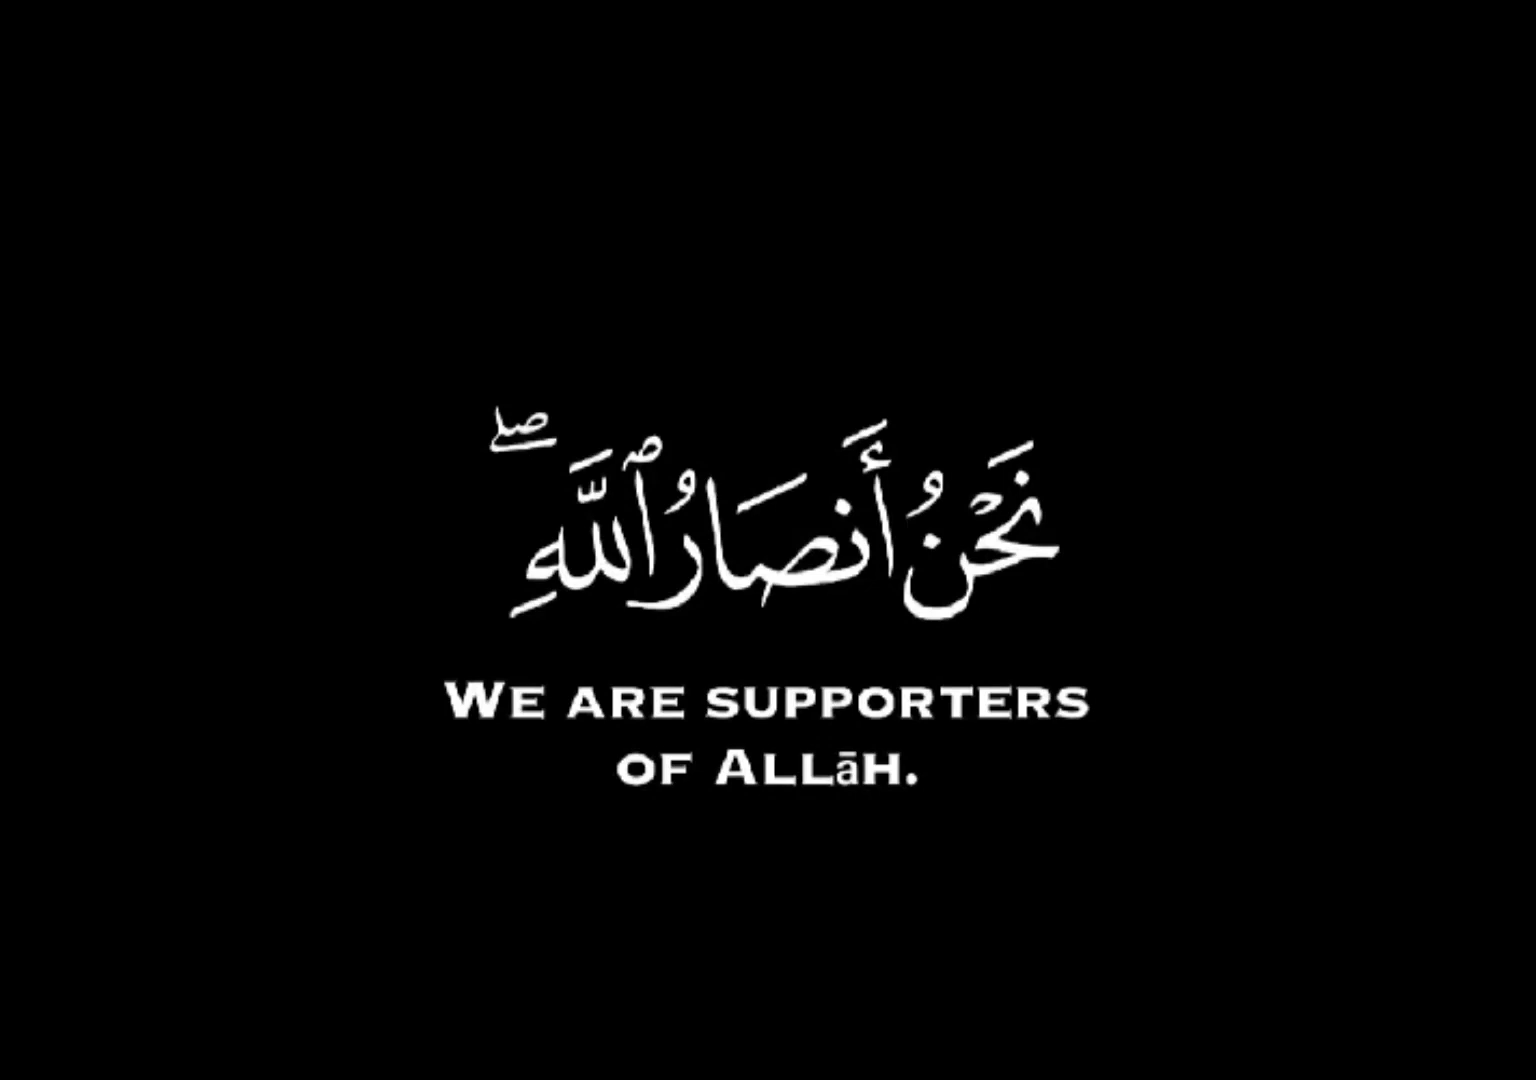 نَحْنُ أَنصَارُ ٱللَّهِ ۖ
WE ARE SUPPORTERS
OF ALLāH.